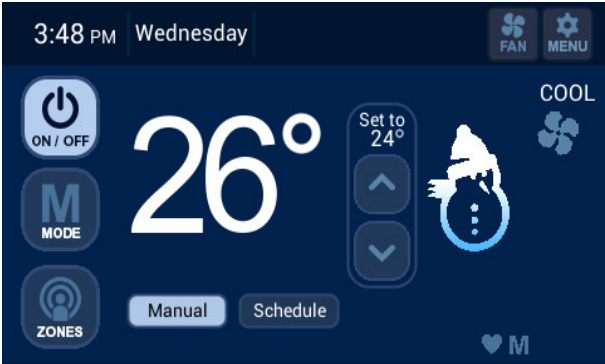 3:48 PM Wednesday
FAN
MENU
COOL
ON / OFF
26°
Set to
24°
M
MODE
ZONES
Manual
Schedule
M